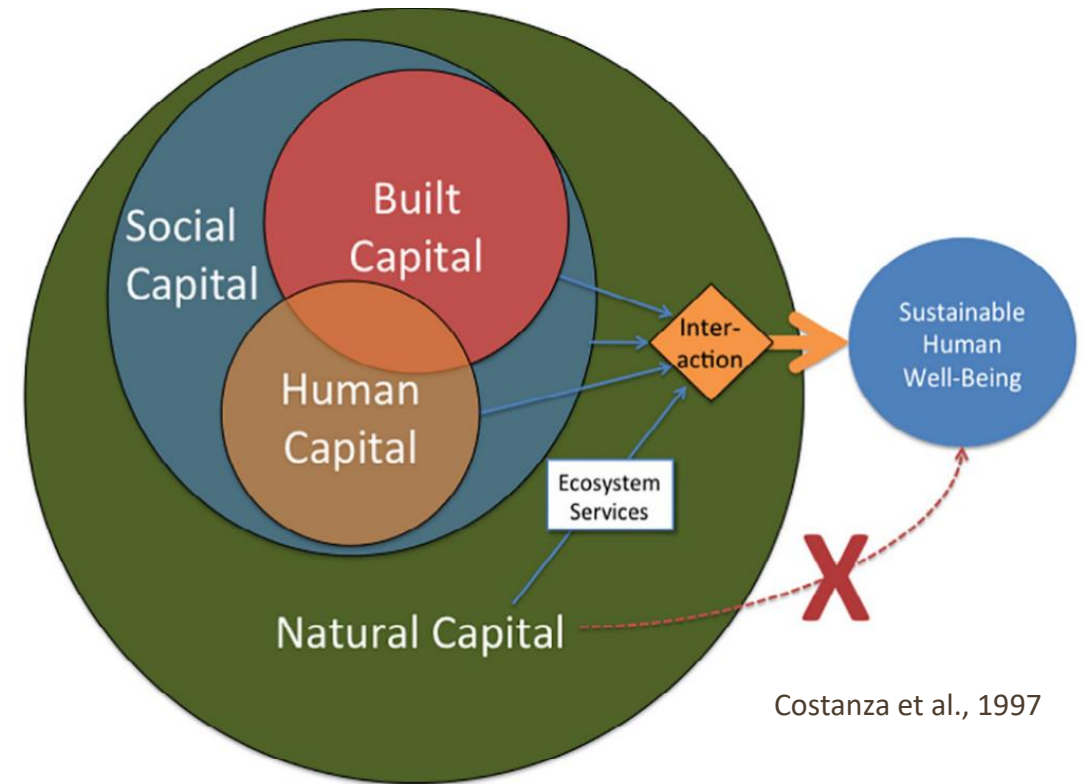 Built
Capital
Social
Capital
Human
Capital
Inter-
action
Sustainable
Human
Well-Being
Ecosystem
Services
X
Natural Capital
Costanza et al., 1997